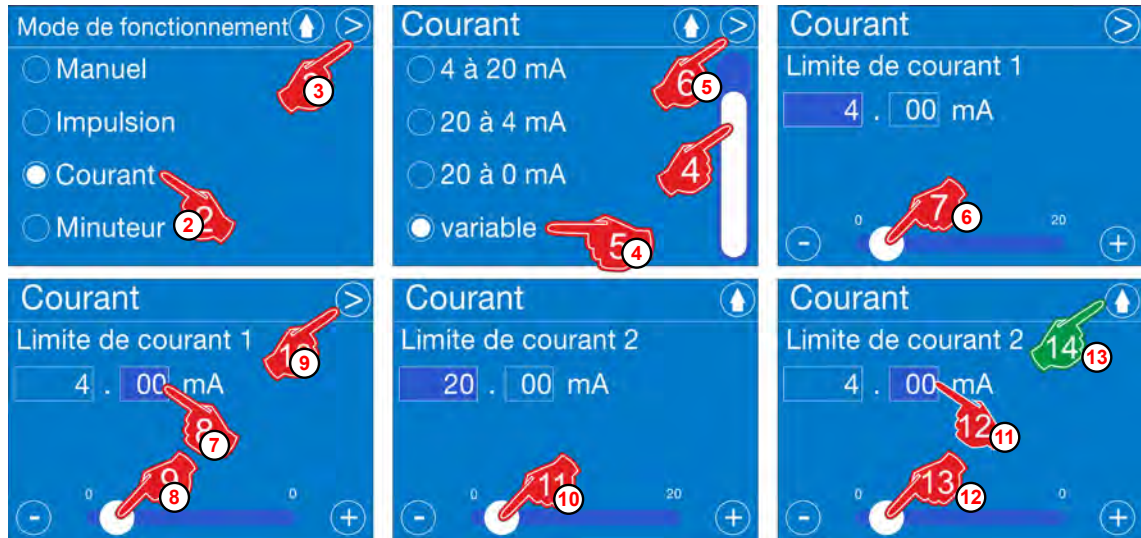 Mode de fonctionnement >
Manuel
3
Impulsion
Courant
2 2
Minuteur
Courant >
4 à 20 mA
6 5
20 à 4 mA
4
20 à 0 mA
variable
5 4
Courant >
Limite de courant 1
4 . 00 mA
7 6
0 20
- +
Courant >
Limite de courant 1
10 9
4 . 00 mA
8 7
9 8
0 0
- +
Courant
Limite de courant 2
20 . 00 mA
11 10
0 20
- +
Courant
Limite de courant 2 14 13
4 . 00 mA
12 11
13 12
0 0
- +